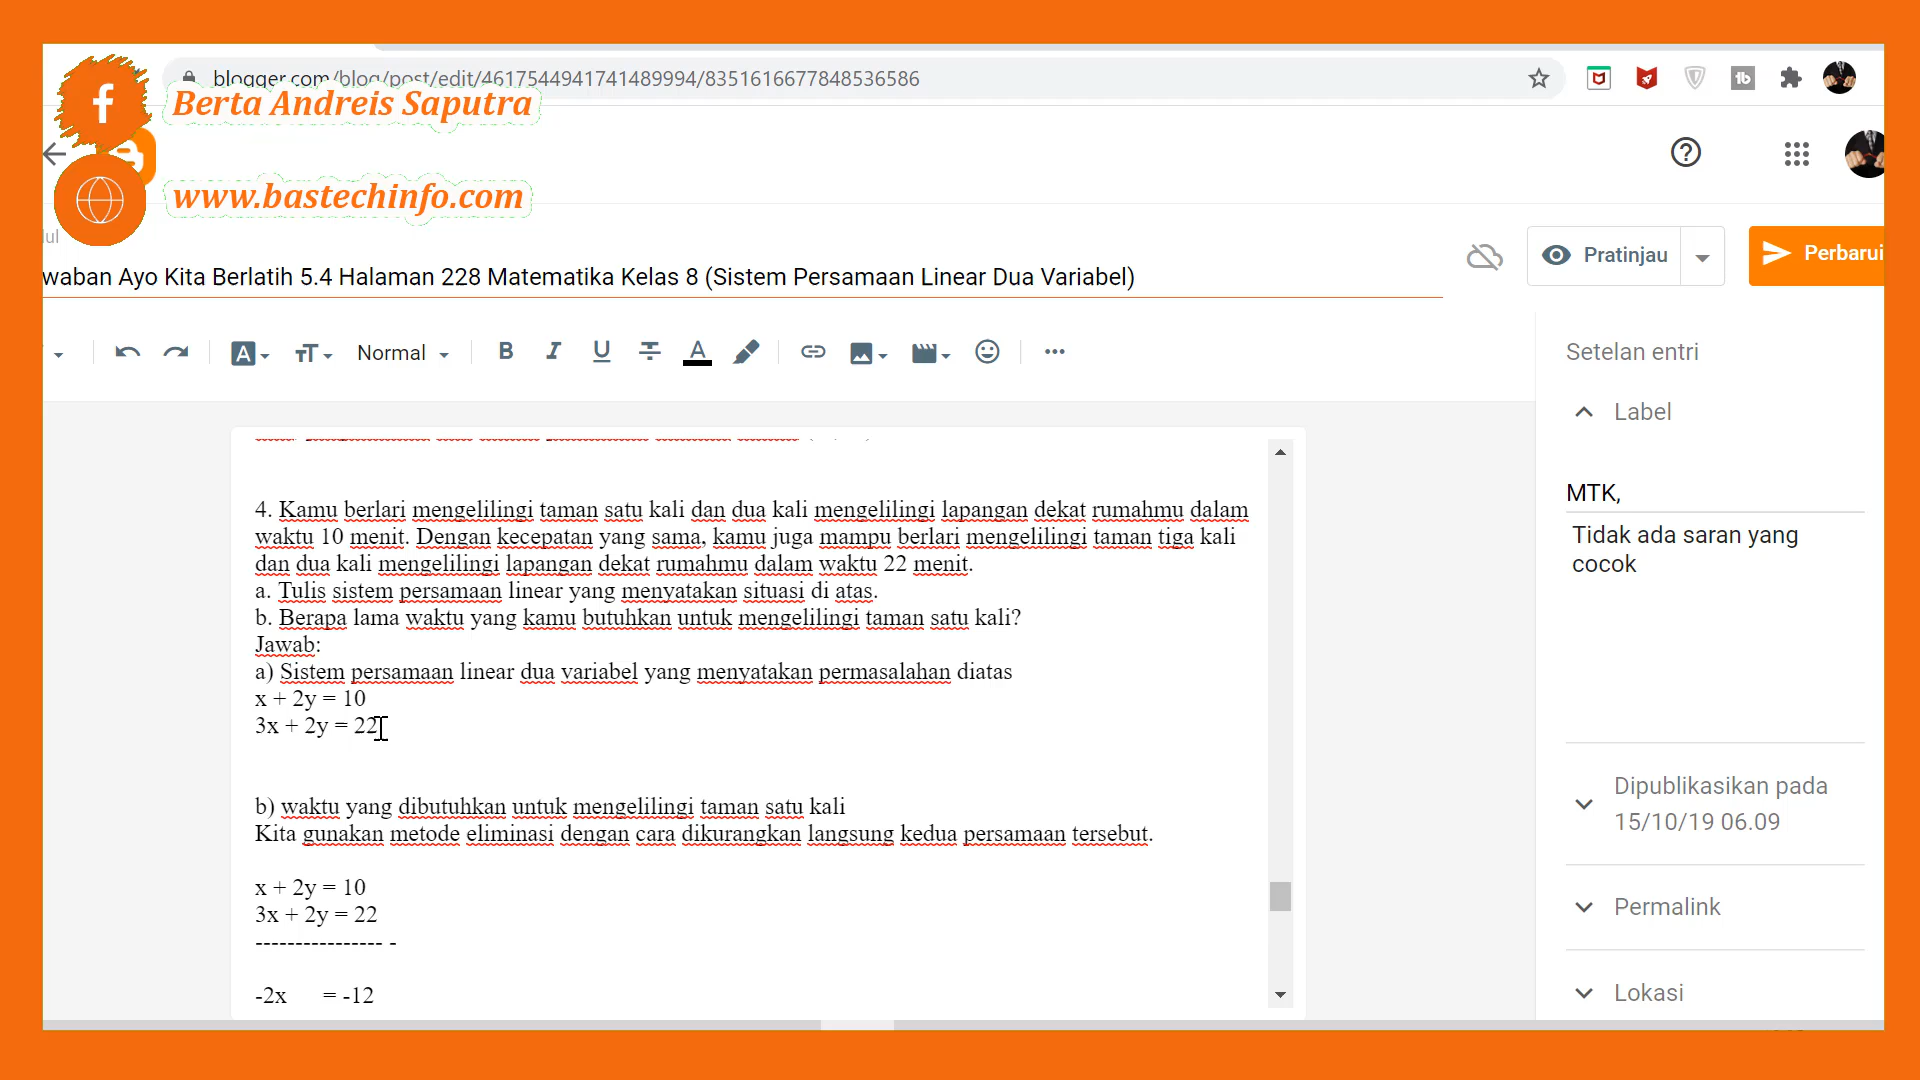 blogger.com/blog/post/edit/4617544941741489994/8351616677848536586
Berta Andreis Saputra
www.bastechinfo.com
waban Ayo Kita Berlatih 5.4 Halaman 228 Matematika Kelas 8 (Sistem Persamaan Linear Dua Variabel)
Pratinjau
Perbarui
Normal
Setelan entri
Label
MTK,
Tidak ada saran yang
cocok
Dipublikasikan pada
15/10/19 06.09
Permalink
Lokasi
4. Kamu berlari mengelilingi taman satu kali dan dua kali mengelilingi lapangan dekat rumahmu dalam
waktu 10 menit. Dengan kecepatan yang sama, kamu juga mampu berlari mengelilingi taman tiga kali
dan dua kali mengelilingi lapangan dekat rumahmu dalam waktu 22 menit.
a. Tulis sistem persamaan linear yang menyatakan situasi di atas.
b. Berapa lama waktu yang kamu butuhkan untuk mengelilingi taman satu kali?
Jawab:
a) Sistem persamaan linear dua variabel yang menyatakan permasalahan diatas
x + 2y = 10
3x + 2y = 22
b) waktu yang dibutuhkan untuk mengelilingi taman satu kali
Kita gunakan metode eliminasi dengan cara dikurangkan langsung kedua persamaan tersebut.
x + 2y = 10
3x + 2y = 22
---------------- -
-2x = -12